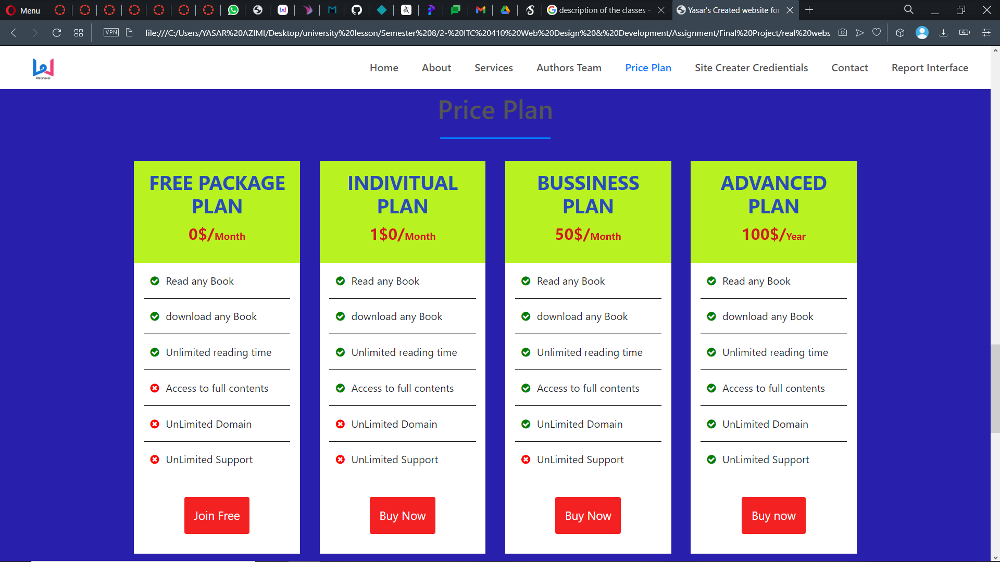 Menu
description of the classes -
Yasar's Created website for
VPN
file:///C:/Users/YASAR%20AZIMI/Desktop/university%20lesson/Semester%208/2-%20ITC%20410%20Web%20Design%20&%20Development/Assignment/Final%20Project/real%20webs
Webnovel
Home About Services Authors Team Price Plan Site Creater Credientials Contact Report Interface
Price Plan
FREE PACKAGE
PLAN
0$/Month
Read any Book
download any Book
Unlimited reading time
Access to full contents
UnLimited Domain
UnLimited Support
Join Free
INDIVITUAL
PLAN
1$0/Month
Read any Book
download any Book
Unlimited reading time
Access to full contents
UnLimited Domain
UnLimited Support
Buy Now
BUSSINESS
PLAN
50$/Month
Read any Book
download any Book
Unlimited reading time
Access to full contents
UnLimited Domain
UnLimited Support
Buy Now
ADVANCED
PLAN
100$/Year
Read any Book
download any Book
Unlimited reading time
Access to full contents
UnLimited Domain
UnLimited Support
Buy now